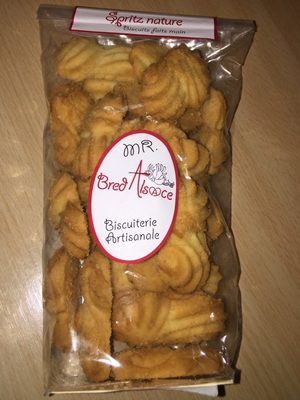 Spritz nature
Biscuits faits main
MR.
Bred Alsace
Biscuiterie
Artisanale